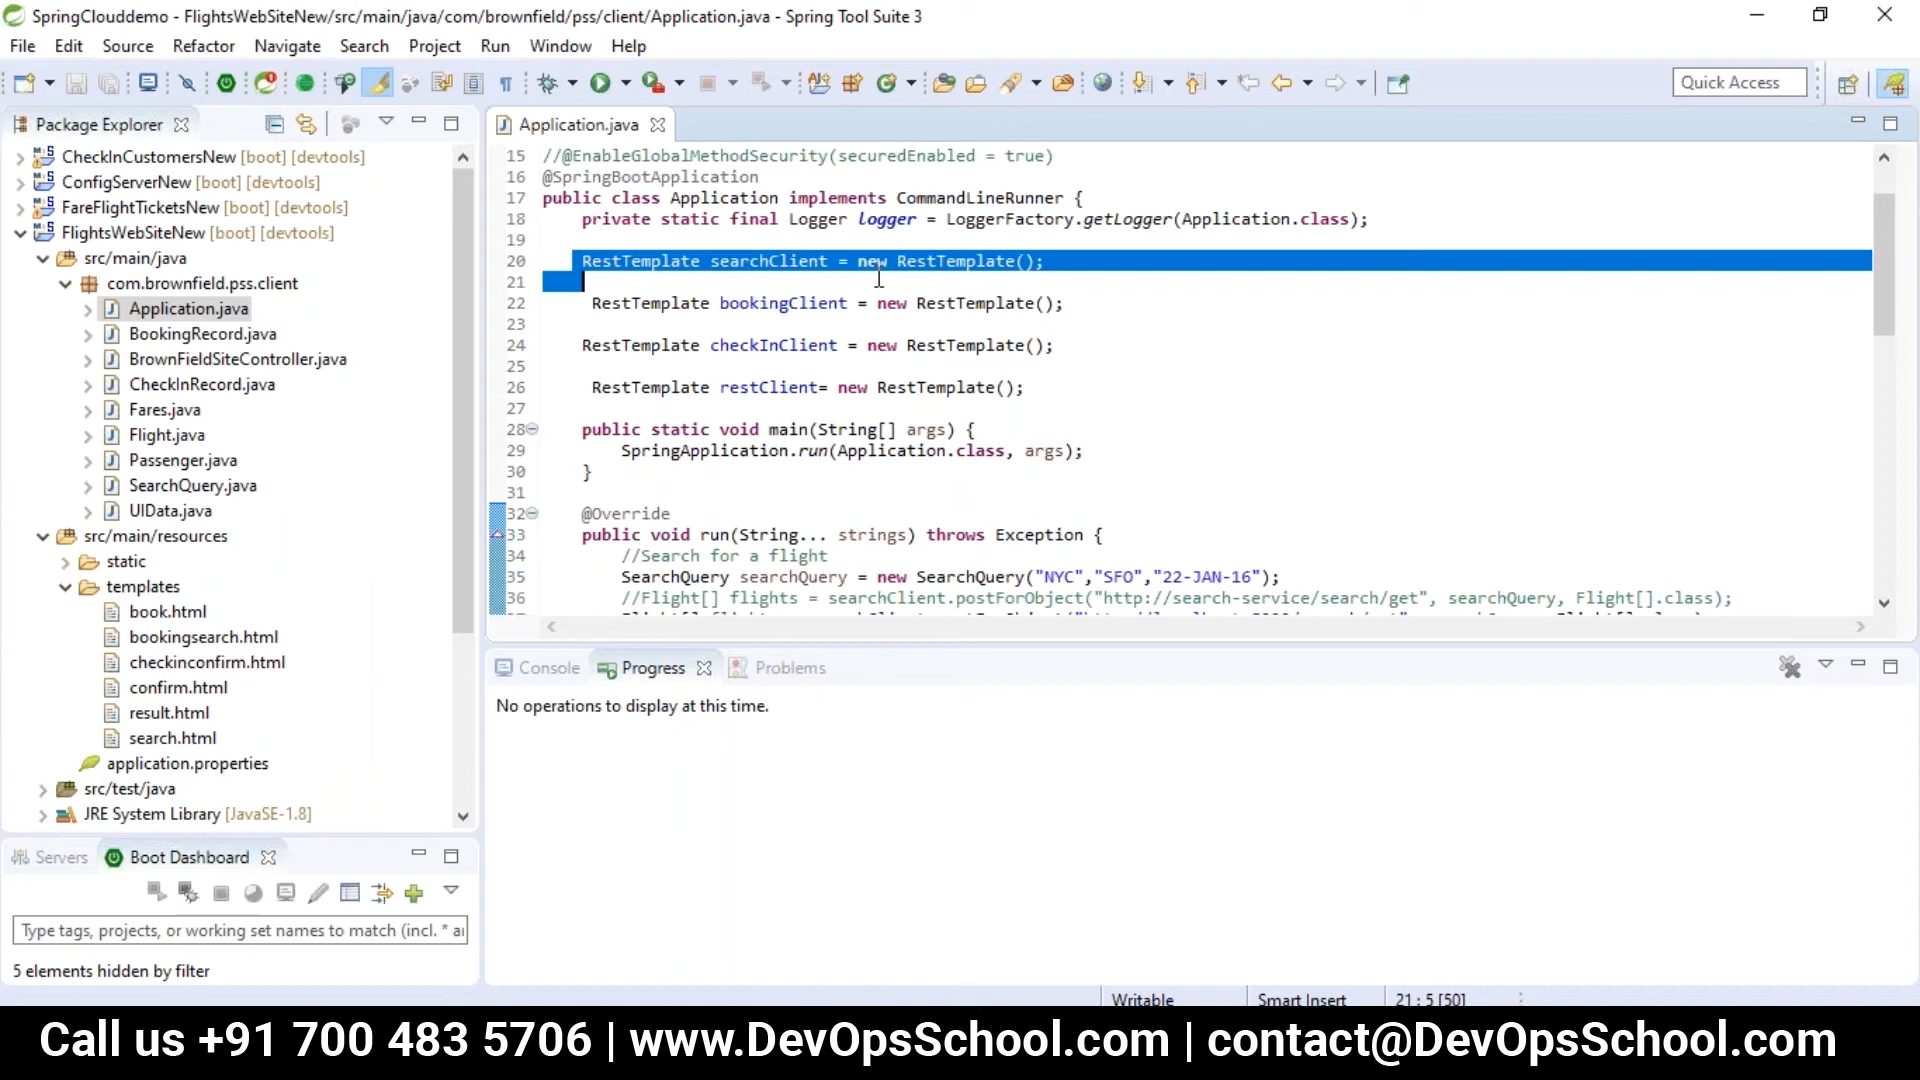 SpringClouddemo - FlightsWebSiteNew/src/main/java/com/brownfield/pss/client/Application.java - Spring Tool Suite 3
File Edit Source Refactor Navigate Search Project Run Window Help
Quick Access
Package Explorer
CheckInCustomersNew [boot] [devtools]
ConfigServerNew [boot] [devtools]
FareFlightTicketsNew [boot] [devtools]
FlightsWebSiteNew [boot] [devtools]
src/main/java
com.brownfield.pss.client
Application.java
BookingRecord.java
BrownFieldSiteController.java
CheckInRecord.java
Fares.java
Flight.java
Passenger.java
SearchQuery.java
UIData.java
src/main/resources
static
templates
book.html
bookingsearch.html
checkinconfirm.html
confirm.html
result.html
search.html
application.properties
src/test/java
JRE System Library [JavaSE-1.8]
Servers Boot Dashboard
Type tags, projects, or working set names to match (incl. * a
5 elements hidden by filter
Application.java
15 //@EnableGlobalMethodSecurity(securedEnabled = true)
16 @SpringBootApplication
17 public class Application implements CommandLineRunner {
18 private static final Logger logger = LoggerFactory.getLogger(Application.class);
19
20 RestTemplate searchClient = new RestTemplate();
21
22 RestTemplate bookingClient = new RestTemplate();
23
24 RestTemplate checkInClient = new RestTemplate();
25
26 RestTemplate restClient= new RestTemplate();
27
28 public static void main(String[] args) {
29 SpringApplication.run(Application.class, args);
30 }
31
32 @Override
33 public void run(String... strings) throws Exception {
34 //Search for a flight
35 SearchQuery searchQuery = new SearchQuery("NYC","SFO","22-JAN-16");
36 //Flight[] flights = searchClient.postForObject("http://search-service/search/get", searchQuery, Flight[].class);
Console Progress Problems
No operations to display at this time.
Writable Smart Insert 21 : 5 [50]
Call us +91 700 483 5706 | www.DevOpsSchool.com | contact@DevOpsSchool.com